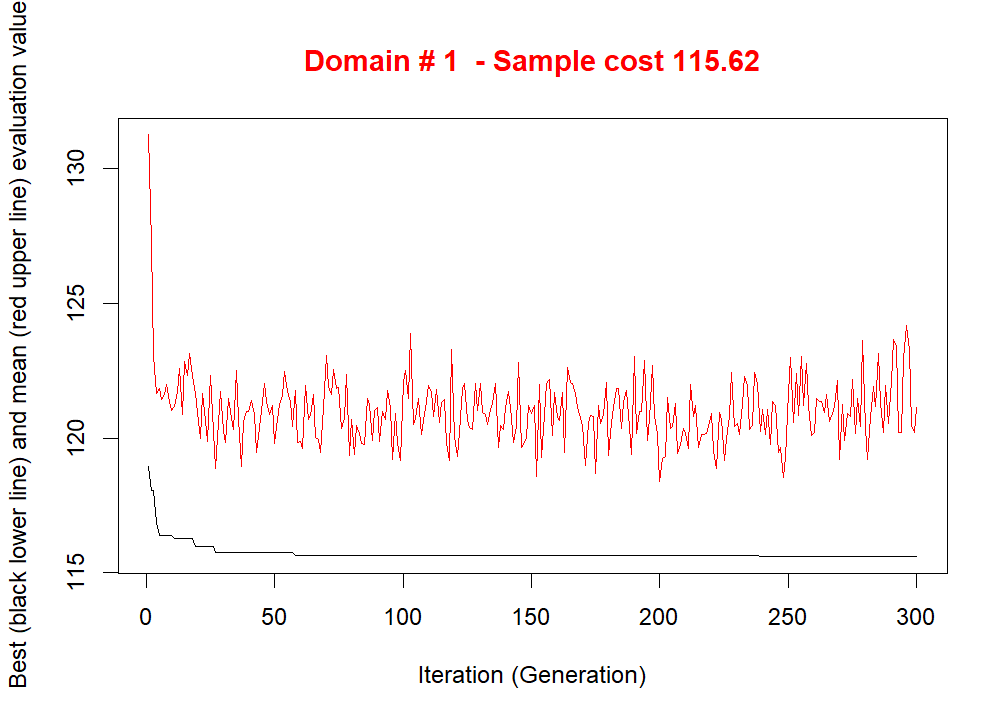 Domain # 1  - Sample cost 115.62
Best (black lower line) and mean (red upper line) evaluation value
130
125
120
115
0 50 100 150 200 250 300
Iteration (Generation)